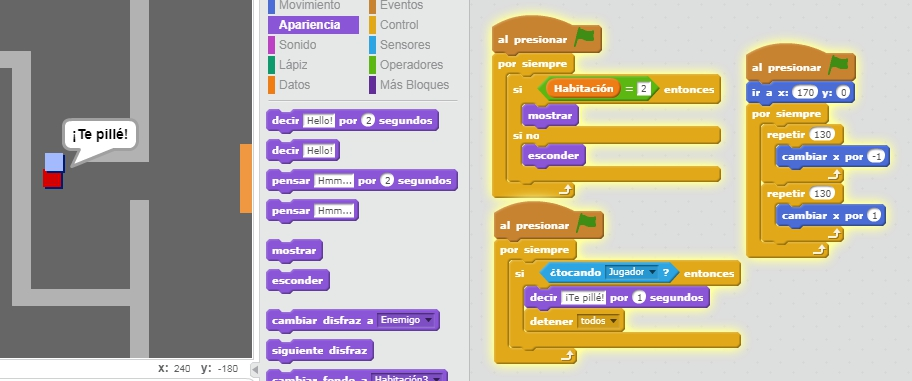 ¡Te pillé!
x: 240 y: -180
Movimiento
Eventos
Apariencia
Control
Sonido
Sensores
Lápiz
Operadores
Datos
Más Bloques
decir Hello! por 2 segundos
decir Hello!
pensar Hmm... por 2 segundos
pensar Hmm...
mostrar
esconder
cambiar disfraz a Enemigo
siguiente disfraz
cambiar fondo a Habitación3
al presionar
por siempre
si Habitación = 2 entonces
mostrar
si no
esconder
al presionar
por siempre
si ¿tocando Jugador ? entonces
decir ¡Te pillé! por 1 segundos
detener todos
al presionar
ir a x: 170 y: 0
por siempre
repetir 130
cambiar x por -1
repetir 130
cambiar x por 1